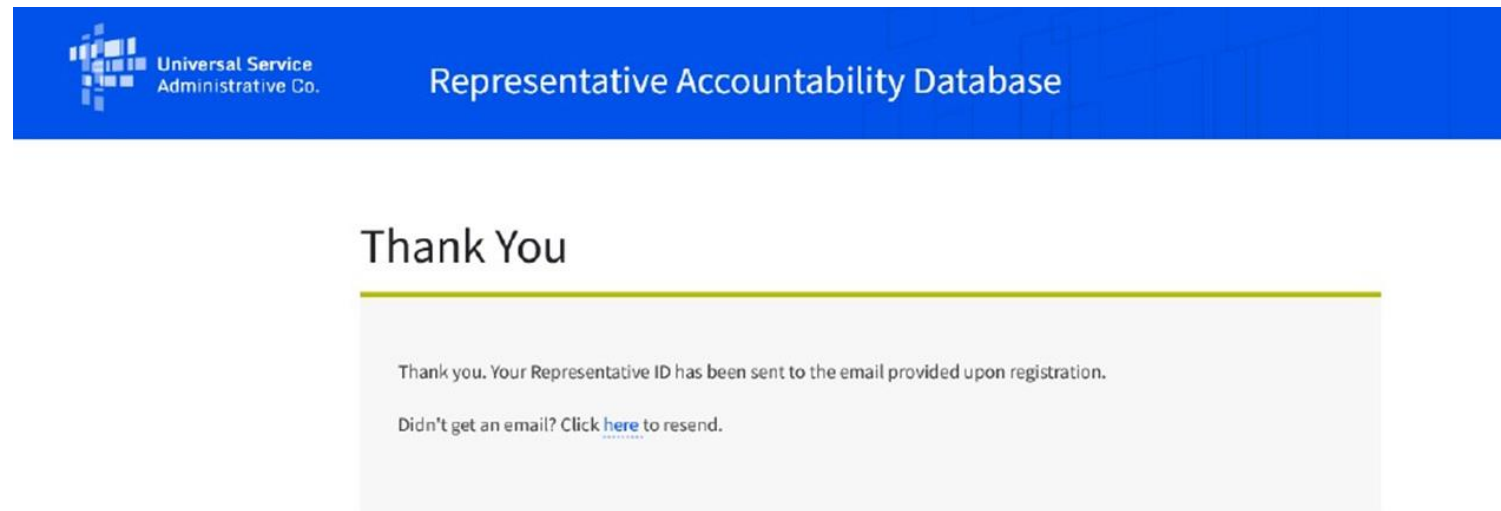 Universal Service
Administrative Co.
Representative Accountability Database
Thank You
Thank you. Your Representative ID has been sent to the email provided upon registration.
Didn't get an email? Click here to resend.